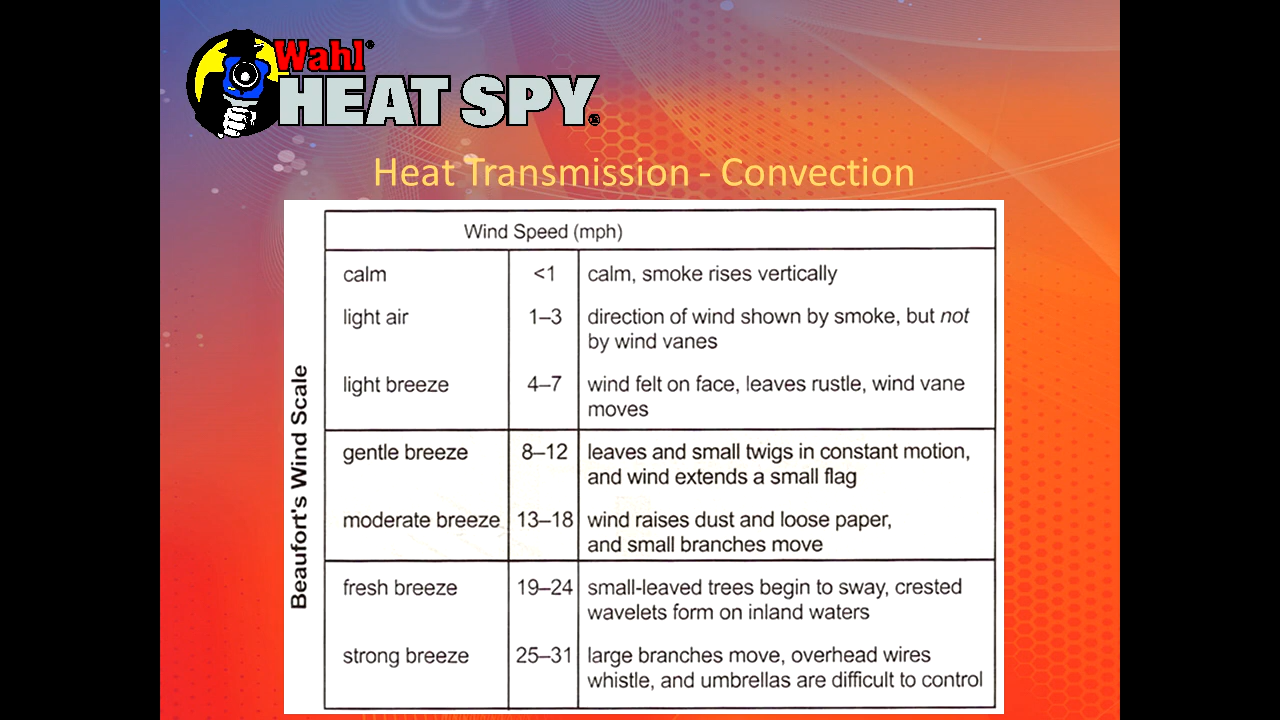 Wahl®
HEAT SPY®
Heat Transmission - Convection
Beaufort's Wind Scale
Wind Speed (mph)
calm <1 calm, smoke rises vertically
light air 1–3 direction of wind shown by smoke, but not
by wind vanes
light breeze 4–7 wind felt on face, leaves rustle, wind vane
moves
gentle breeze 8–12 leaves and small twigs in constant motion,
and wind extends a small flag
moderate breeze 13–18 wind raises dust and loose paper,
and small branches move
fresh breeze 19–24 small-leaved trees begin to sway, crested
wavelets form on inland waters
strong breeze 25–31 large branches move, overhead wires
whistle, and umbrellas are difficult to control